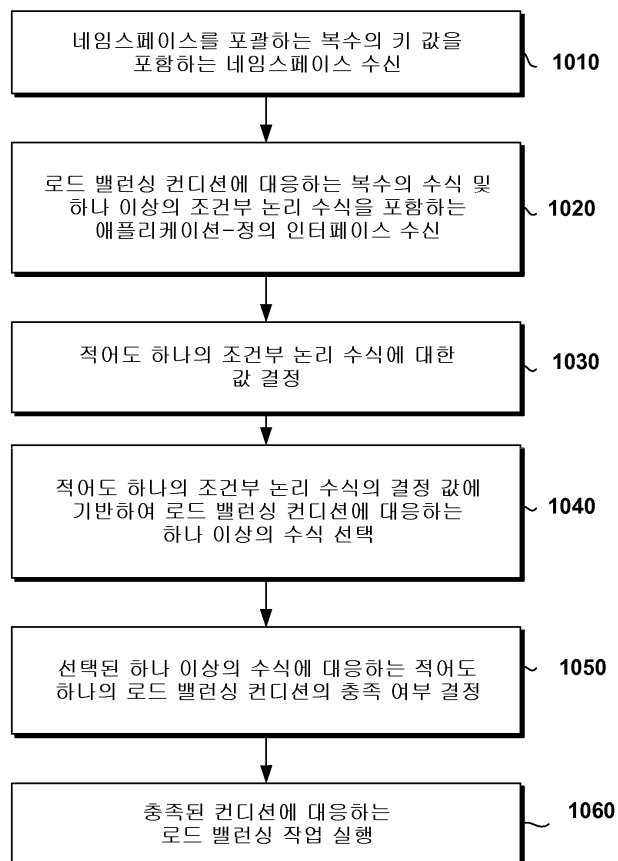 네임스페이스를 포괄하는 복수의 키 값을
포함하는 네임스페이스 수신
1010
로드 밸런싱 컨디션에 대응하는 복수의 수식 및
하나 이상의 조건부 논리 수식을 포함하는
애플리케이션-정의 인터페이스 수신
1020
적어도 하나의 조건부 논리 수식에 대한
값 결정
1030
적어도 하나의 조건부 논리 수식의 결정 값에
기반하여 로드 밸런싱 컨디션에 대응하는
하나 이상의 수식 선택
1040
선택된 하나 이상의 수식에 대응하는 적어도
하나의 로드 밸런싱 컨디션의 충족 여부 결정
1050
충족된 컨디션에 대응하는
로드 밸런싱 작업 실행
1060